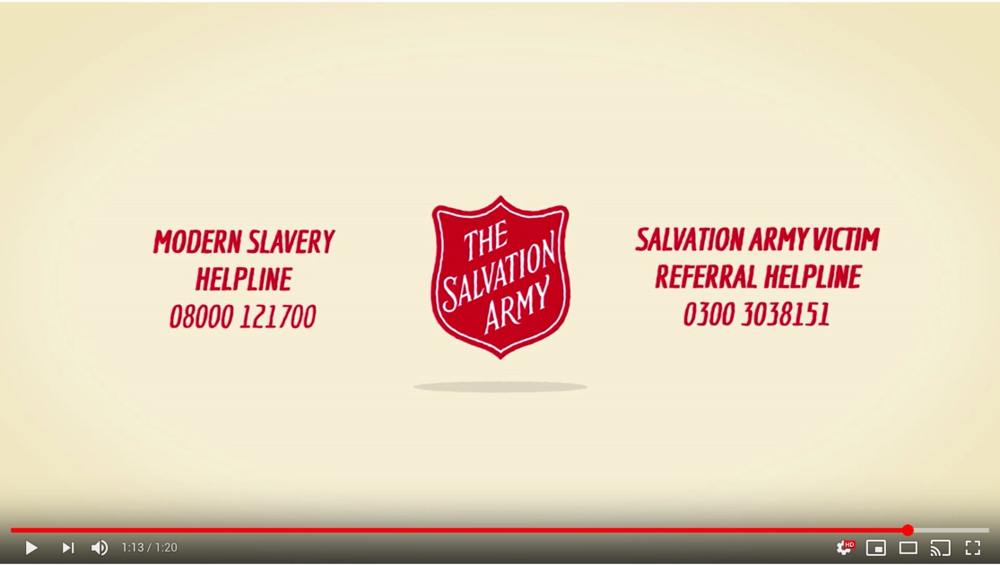 MODERN SLAVERY
HELPLINE
08000 121700
THE
SALVATION
ARMY
SALVATION ARMY VICTIM
REFERRAL HELPLINE
0300 3038151
1:13 / 1:20
HD